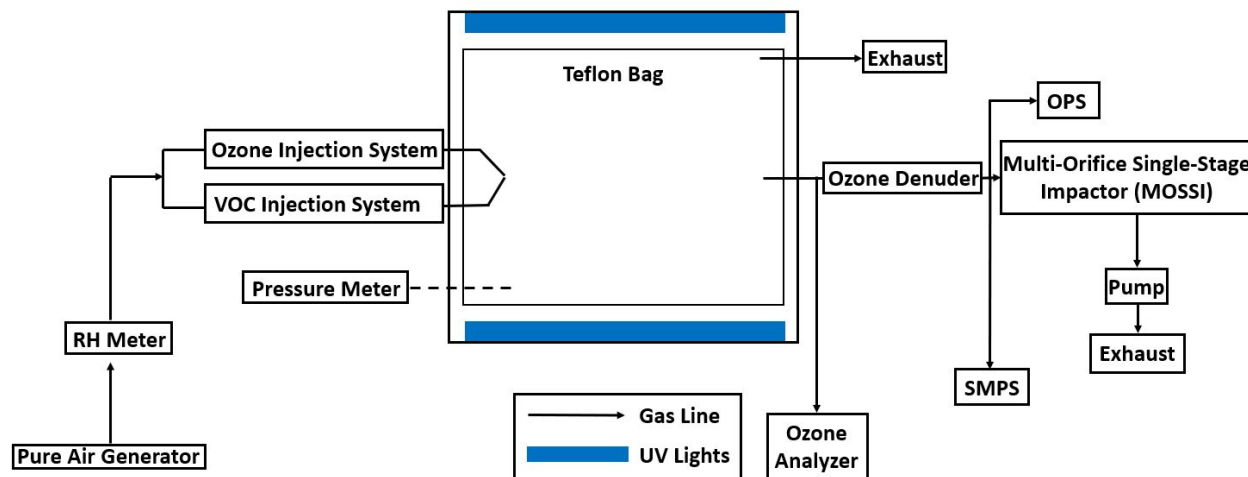 Teflon Bag
Exhaust
OPS
Ozone Injection System
VOC Injection System
Ozone Denuder
Multi-Orifice Single-Stage
Impactor (MOSSI)
Pressure Meter
Pump
RH Meter
Exhaust
SMPS
Gas Line
UV Lights
Ozone
Analyzer
Pure Air Generator